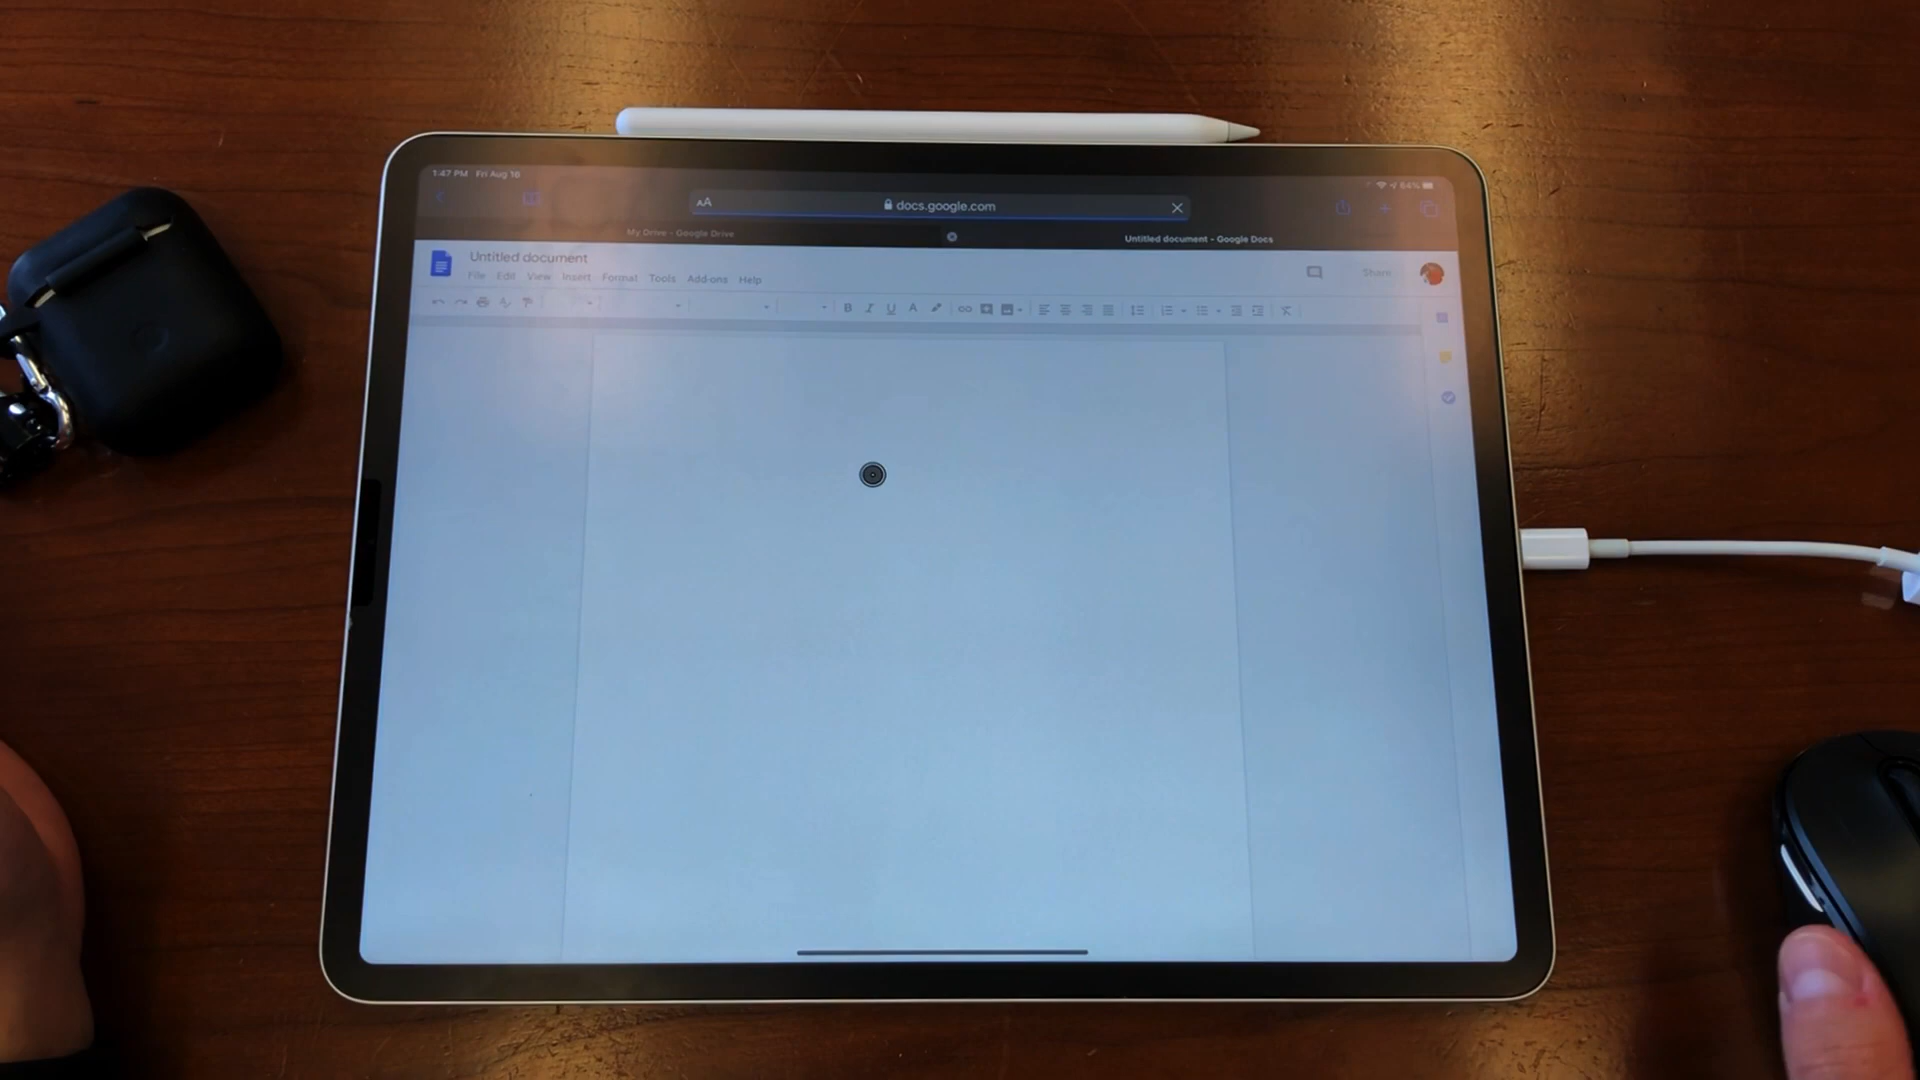 1:47 PM Fri Aug 16
64%
AA docs.google.com
My Drive - Google Drive
Untitled document - Google Docs
Untitled document
File Edit View Insert Format Tools Add-ons Help
Share
B I U A